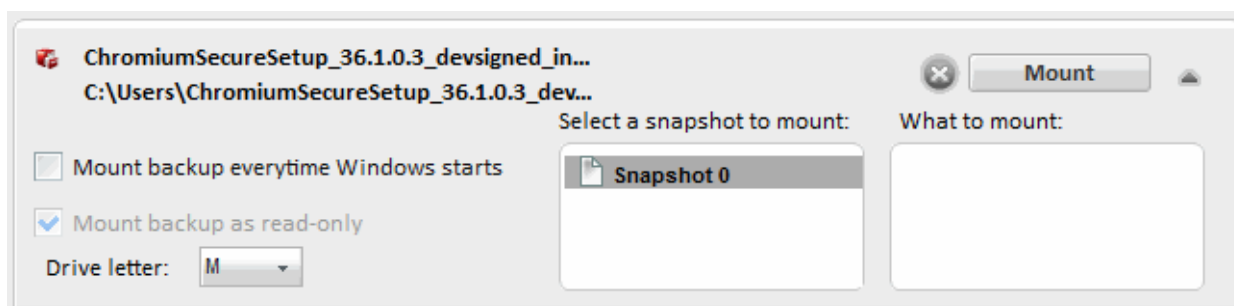 ChromiumSecureSetup_36.1.0.3_devsigned_in...
C:\Users\ChromiumSecureSetup_36.1.0.3_dev...
Mount
Select a snapshot to mount:
What to mount:
Mount backup everytime Windows starts
Snapshot 0
Mount backup as read-only
Drive letter: M